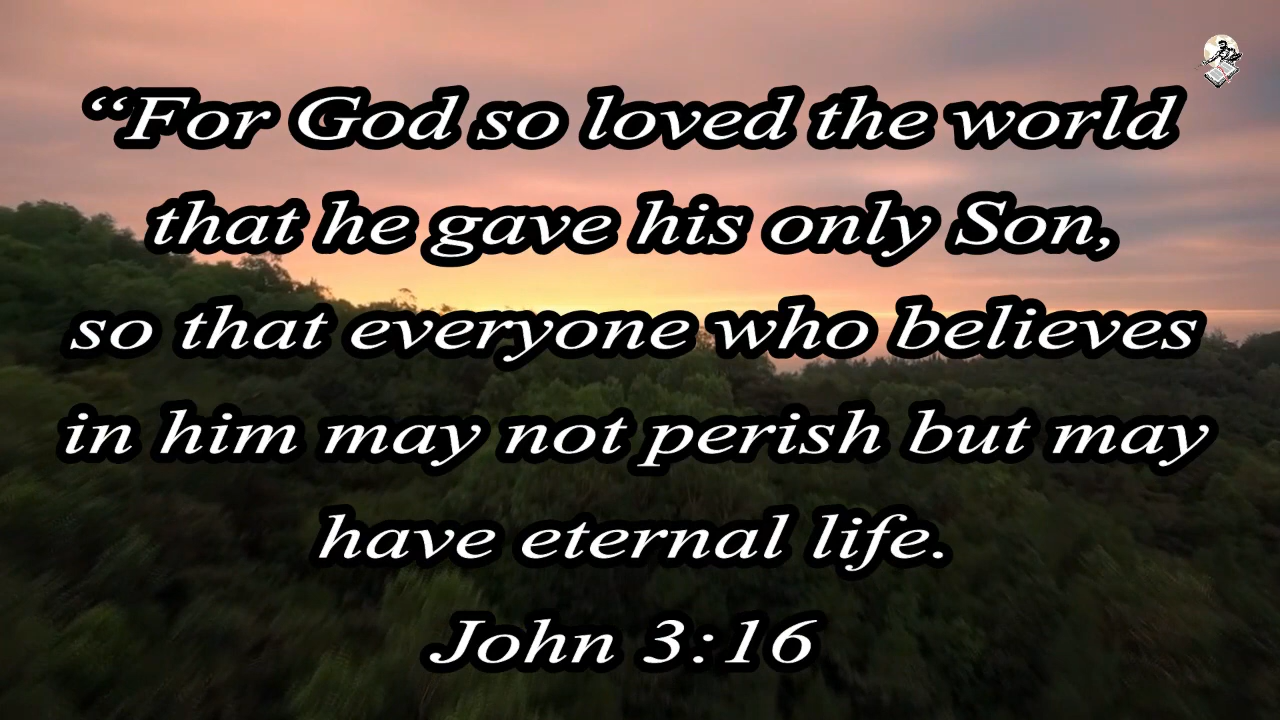 “For God so loved the world
that he gave his only Son,
so that everyone who believes
in him may not perish but may
have eternal life.
John 3:16